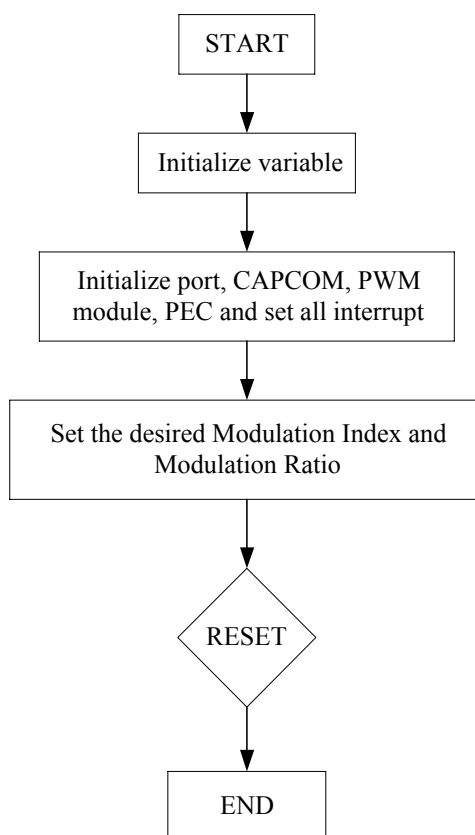 START
Initialize variable
Initialize port, CAPCOM, PWM
module, PEC and set all interrupt
Set the desired Modulation Index and
Modulation Ratio
RESET
END